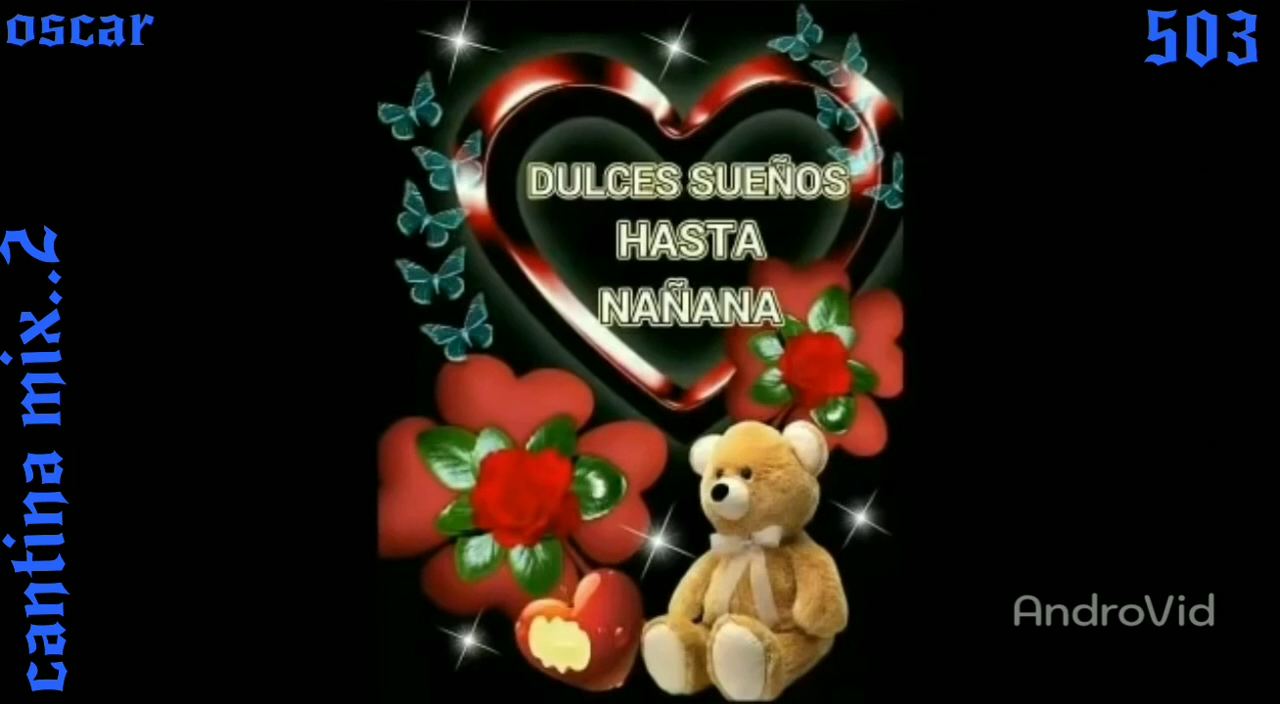 oscar
503
DULCES SUEÑOS
HASTA
NAÑANA
cantina mix..2
AndroVid